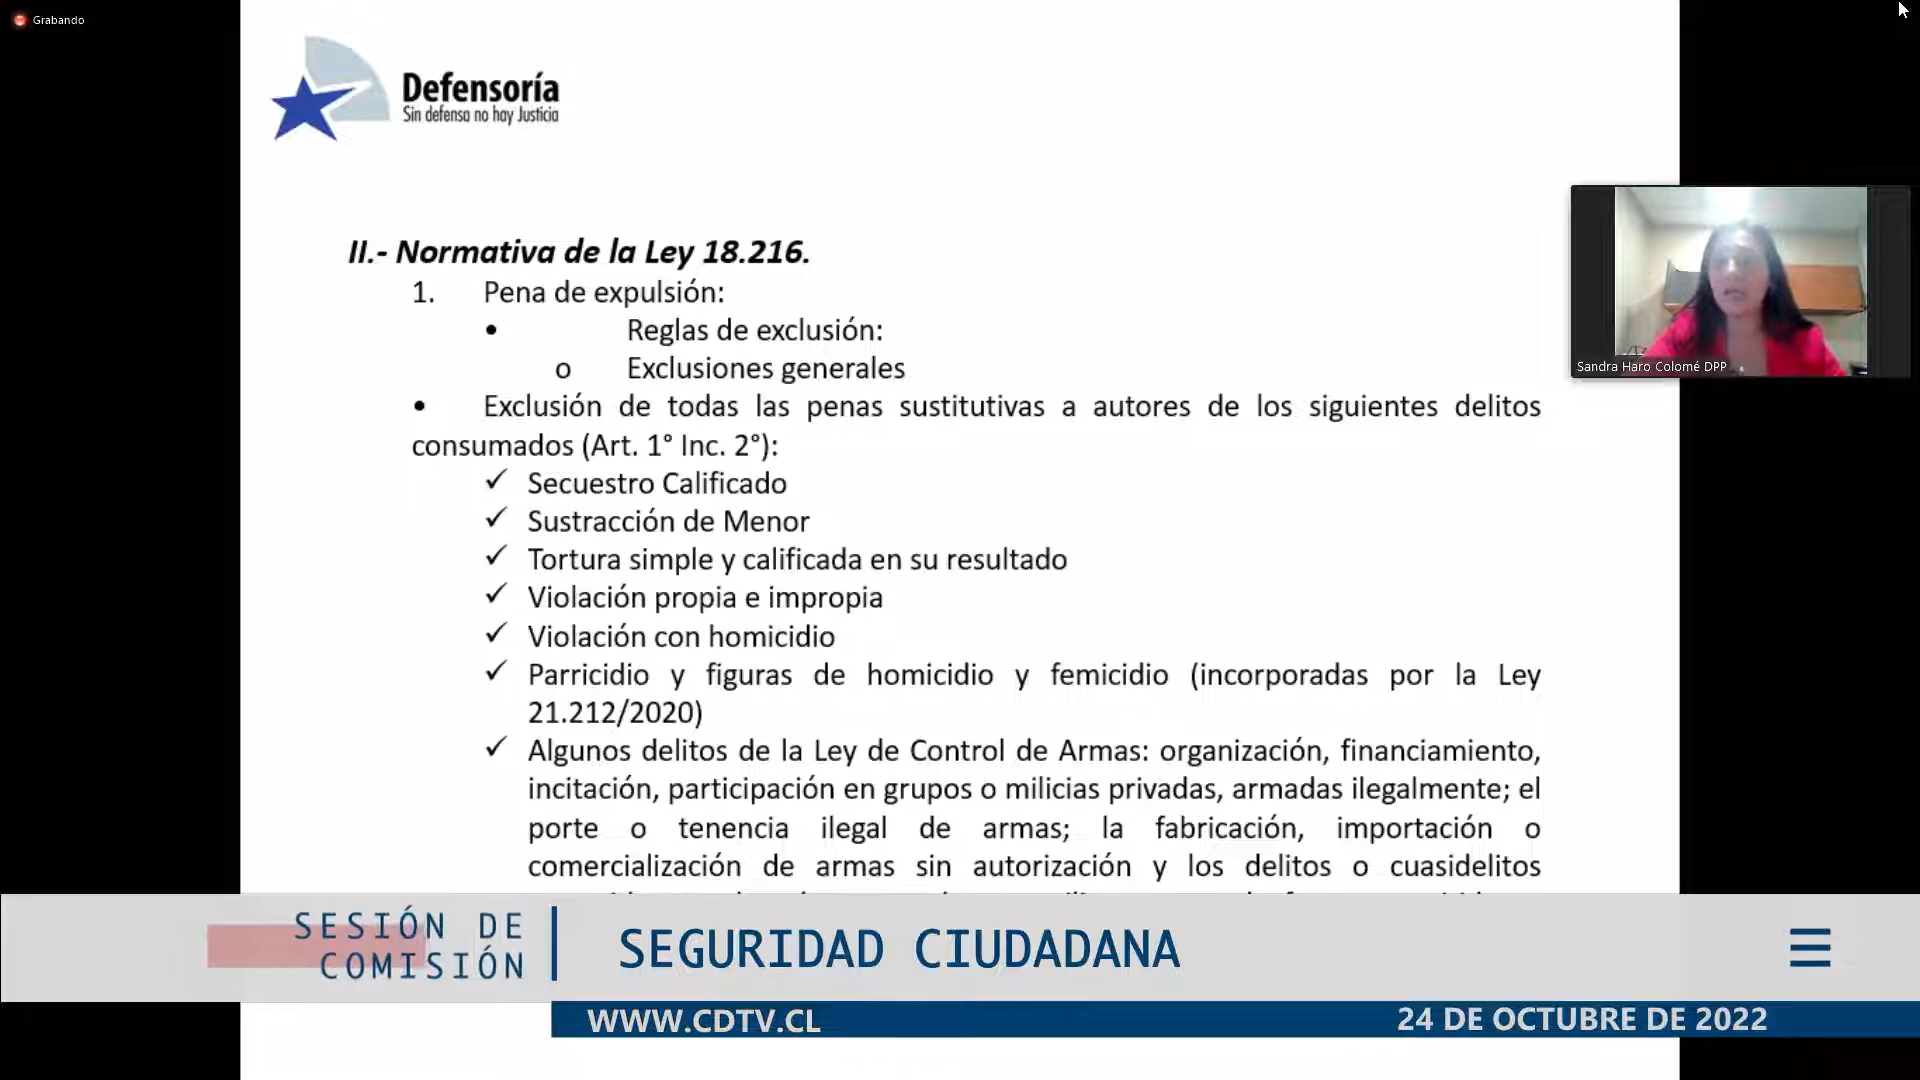 Grabando
Defensoría
Sin defensa no hay Justicia
II.- Normativa de la Ley 18.216.
1. Pena de expulsión:
• Reglas de exclusión:
o Exclusiones generales
• Exclusión de todas las penas sustitutivas a autores de los siguientes delitos
consumados (Art. 1° Inc. 2°):
✓ Secuestro Calificado
✓ Sustracción de Menor
✓ Tortura simple y calificada en su resultado
✓ Violación propia e impropia
✓ Violación con homicidio
✓ Parricidio y figuras de homicidio y femicidio (incorporadas por la Ley
21.212/2020)
✓ Algunos delitos de la Ley de Control de Armas: organización, financiamiento,
incitación, participación en grupos o milicias privadas, armadas ilegalmente; el
porte o tenencia ilegal de armas; la fabricación, importación o
comercialización de armas sin autorización y los delitos o cuasidelitos
Sandra Haro Colomé DPP
SESIÓN DE
COMISIÓN
SEGURIDAD CIUDADANA
WWW.CDTV.CL
24 DE OCTUBRE DE 2022